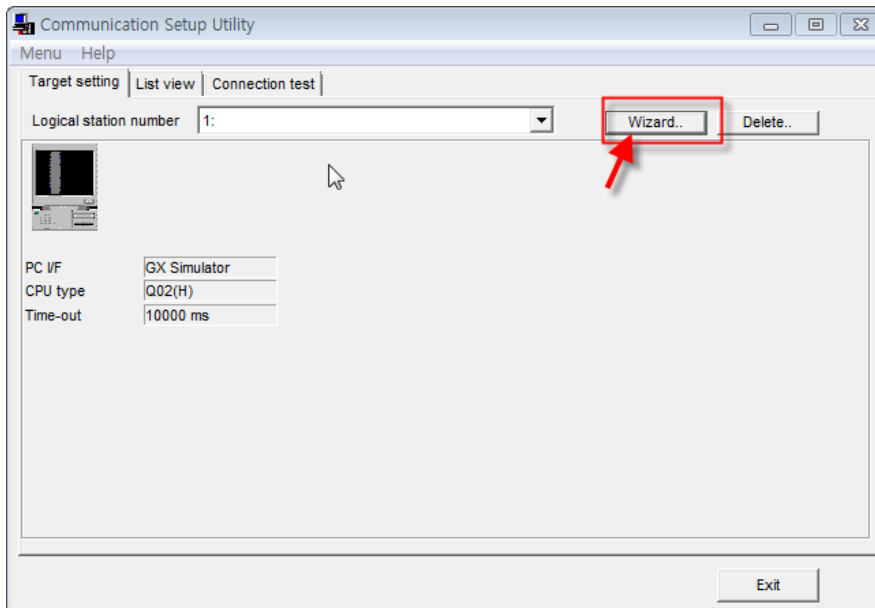 Communication Setup Utility
Menu Help
Target setting List view Connection test
Logical station number 1: Wizard.. Delete..
PC I/F GX Simulator
CPU type Q02(H)
Time-out 10000 ms
Exit